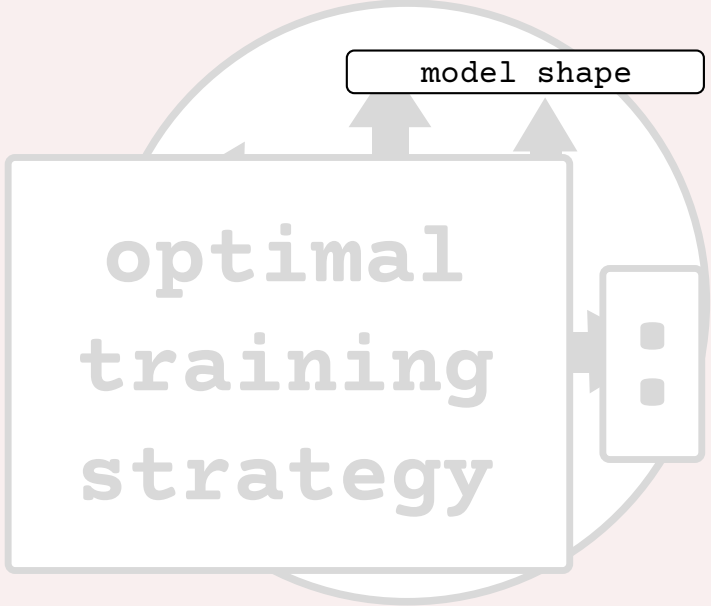 model shape
optimal
training
strategy
: